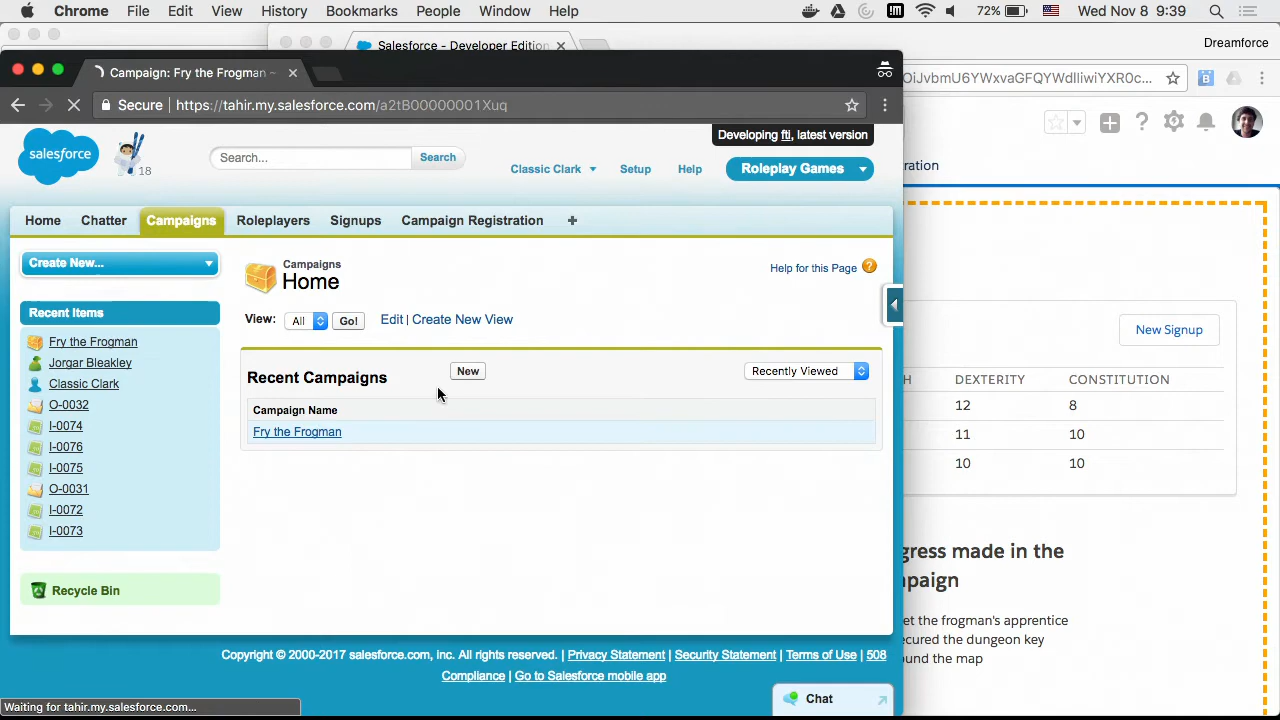 Chrome File Edit View History Bookmarks People Window Help 72% Wed Nov 8 9:39
Salesforce - Developer Edition
Dreamforce
Campaign: Fry the Frogman ~
Secure https://tahir.my.salesforce.com/a2tB00000001Xuq
OiJvbmU6YWxvaGFQYWdlIiwiYXR0c...
Developing ftl, latest version
salesforce
18
Search...
Search
Classic Clark
Setup
Help
Roleplay Games
ration
Home Chatter Campaigns Roleplayers Signups Campaign Registration +
Create New...
Campaigns
Home
Help for this Page
View: All Go! Edit | Create New View
Recent Items
Fry the Frogman
Jorgar Bleakley
Classic Clark
O-0032
I-0074
I-0076
I-0075
O-0031
I-0072
I-0073
Recycle Bin
Recent Campaigns
New
Recently Viewed
Campaign Name
Fry the Frogman
New Signup
H DEXTERITY CONSTITUTION
12 8
11 10
10 10
gress made in the
paign
et the frogman's apprentice
ecured the dungeon key
und the map
Copyright © 2000-2017 salesforce.com, inc. All rights reserved. | Privacy Statement | Security Statement | Terms of Use | 508
Compliance | Go to Salesforce mobile app
Chat
Waiting for tahir.my.salesforce.com...